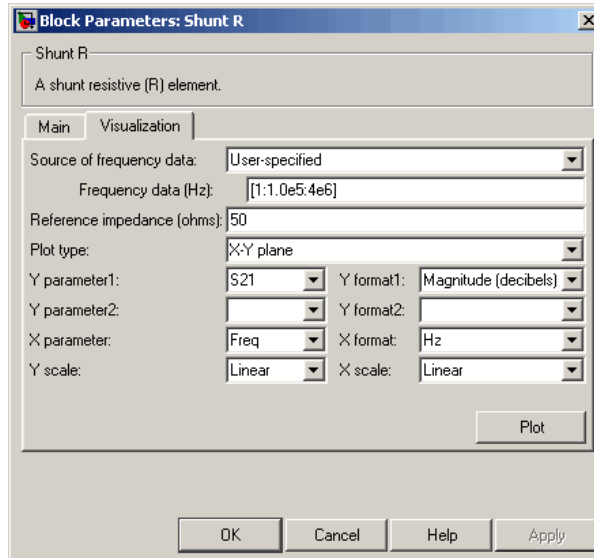 Block Parameters: Shunt R
Shunt R
A shunt resistive (R) element.
Main Visualization
Source of frequency data: User-specified
Frequency data (Hz): [1:1.0e5:4e6]
Reference impedance (ohms): 50
Plot type: X-Y plane
Y parameter1: S21 Y format1: Magnitude (decibels)
Y parameter2: Y format2:
X parameter: Freq X format: Hz
Y scale: Linear X scale: Linear
Plot
OK Cancel Help Apply